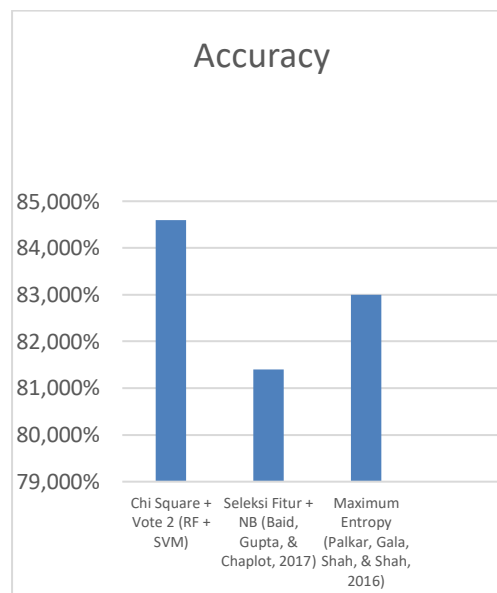 Accuracy
85,000%
84,000%
83,000%
82,000%
81,000%
80,000%
79,000%
Chi Square +
Vote 2 (RF +
SVM)
Seleksi Fitur +
NB (Baid,
Gupta, &
Chaplot, 2017)
Maximum
Entropy
(Palkar, Gala,
Shah, & Shah,
2016)